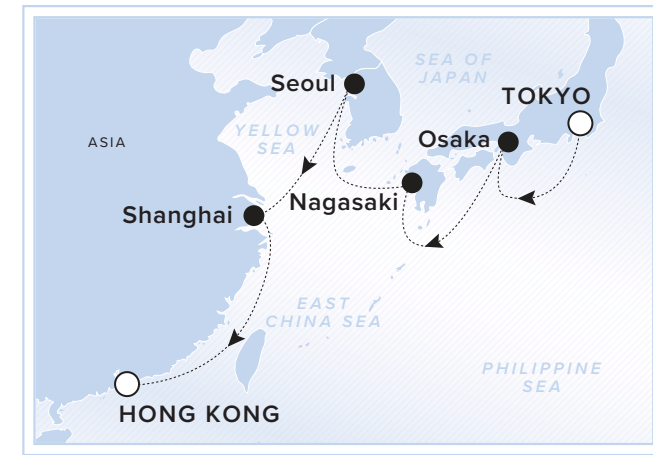 SEA OF
JAPAN
Seoul
TOKYO
YELLOW
SEA
ASIA
Osaka
Nagasaki
Shanghai
EAST
CHINA SEA
PHILIPPINE
SEA
HONG KONG